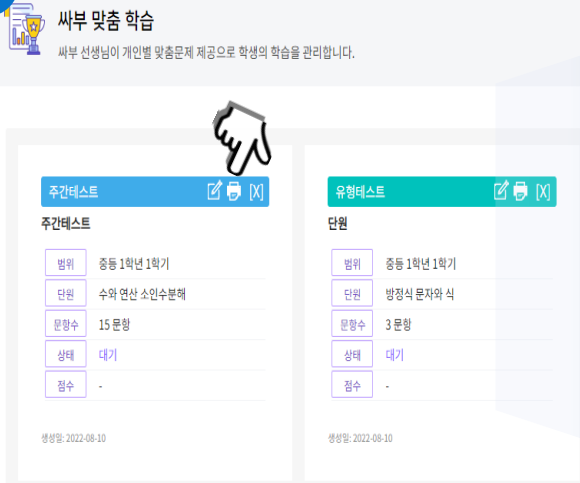 싸부 맞춤 학습
싸부 선생님이 개인별 맞춤문제 제공으로 학생의 학습을 관리합니다.
주간테스트 [X]
주간테스트
범위 중등 1학년 1학기
단원 수와 연산 소인수분해
문항수 15 문항
상태 대기
점수 -
생성일: 2022-08-10
유형테스트 [X]
단원
범위 중등 1학년 1학기
단원 방정식 문자와 식
문항수 3 문항
상태 대기
점수 -
생성일: 2022-08-10